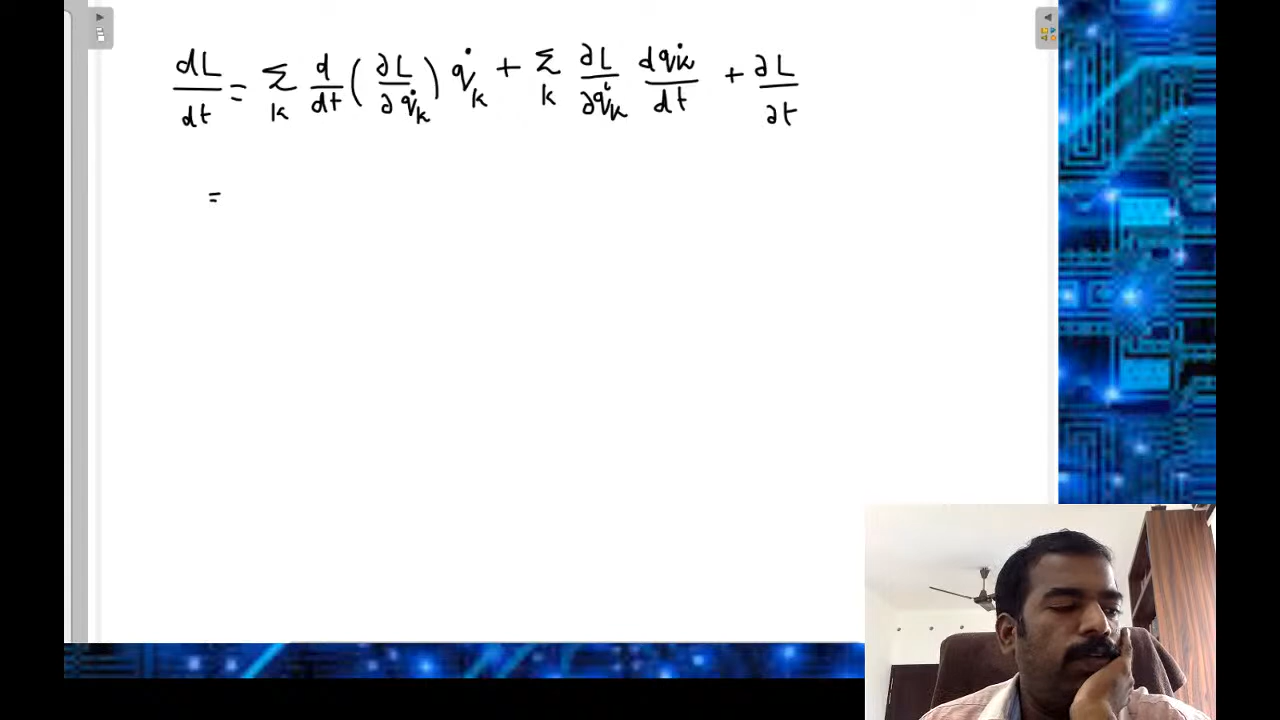 dL/dt = Σ_k d/dt (∂L/∂q̇_k) q̇_k + Σ_k ∂L/∂q̇_k dq̇_k/dt + ∂L/∂t
=